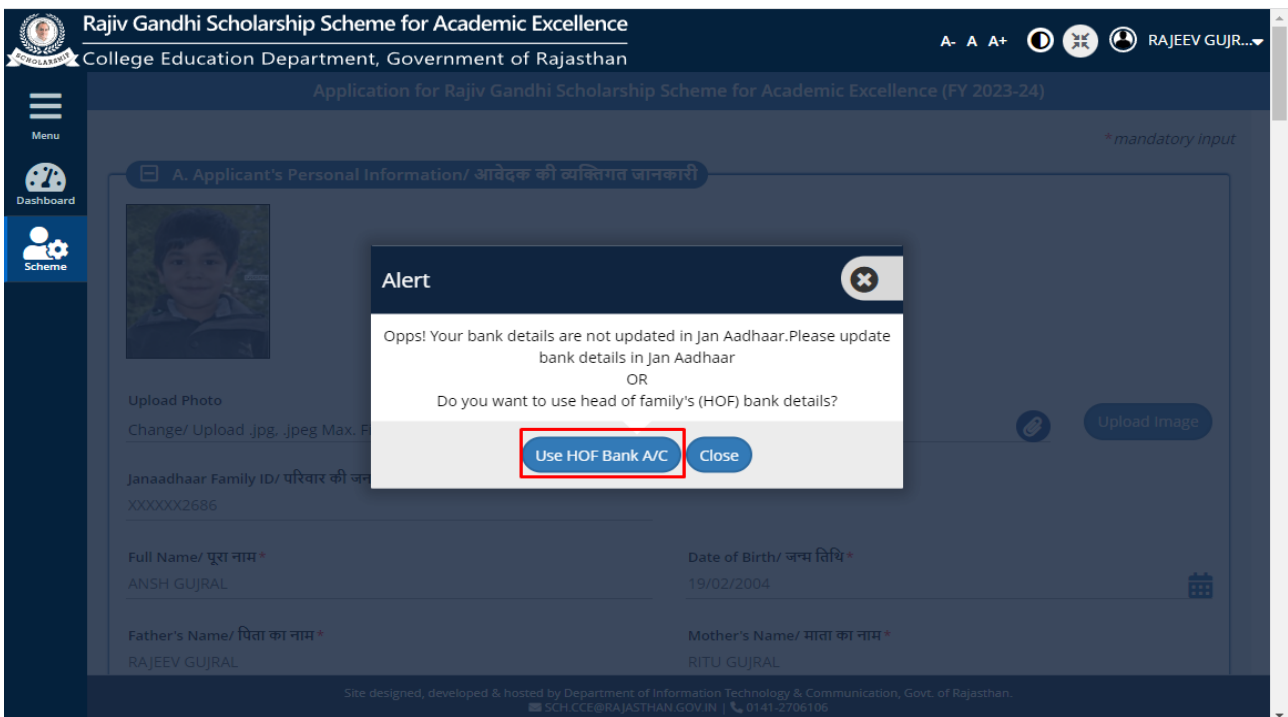 Rajiv Gandhi Scholarship Scheme for Academic Excellence
College Education Department, Government of Rajasthan
A- A A+
RAJEEV GUJR...
SCHOLARSHIP
Menu
Dashboard
Scheme
Application for Rajiv Gandhi Scholarship Scheme for Academic Excellence (FY 2023-24)
*mandatory input
A. Applicant's Personal Information/ आवेदक की व्यक्तिगत जानकारी
Alert
Opps! Your bank details are not updated in Jan Aadhaar.Please update
bank details in Jan Aadhaar
OR
Do you want to use head of family's (HOF) bank details?
Use HOF Bank A/C Close
Upload Photo
Change/ Upload .jpg, .jpeg Max.
Upload Image
Janaadhaar Family ID/ परिवार की
XXXXXX2686
Full Name/ पूरा नाम *
Date of Birth/ जन्म तिथि *
ANSH GUJRAL
19/02/2004
Father's Name/ पिता का नाम *
Mother's Name/ माता का नाम *
RAJEEV GUJRAL
RITU GUJRAL
Site designed, developed & hosted by Department of Information Technology & Communication, Govt. of Rajasthan.
SCH.CCE@RAJASTHAN.GOV.IN | 0141-2706106